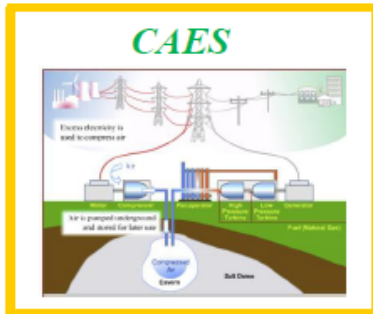 CAES
Excess electricity is
used to compress air
Air
Motor
Compressor
Recuperator
High
Pressure
Turbine
Low
Pressure
Turbine
Generator
Air is pumped underground
and stored for later use
Fuel (Natural Gas)
Compressed
Air
Cavern
Salt Dome